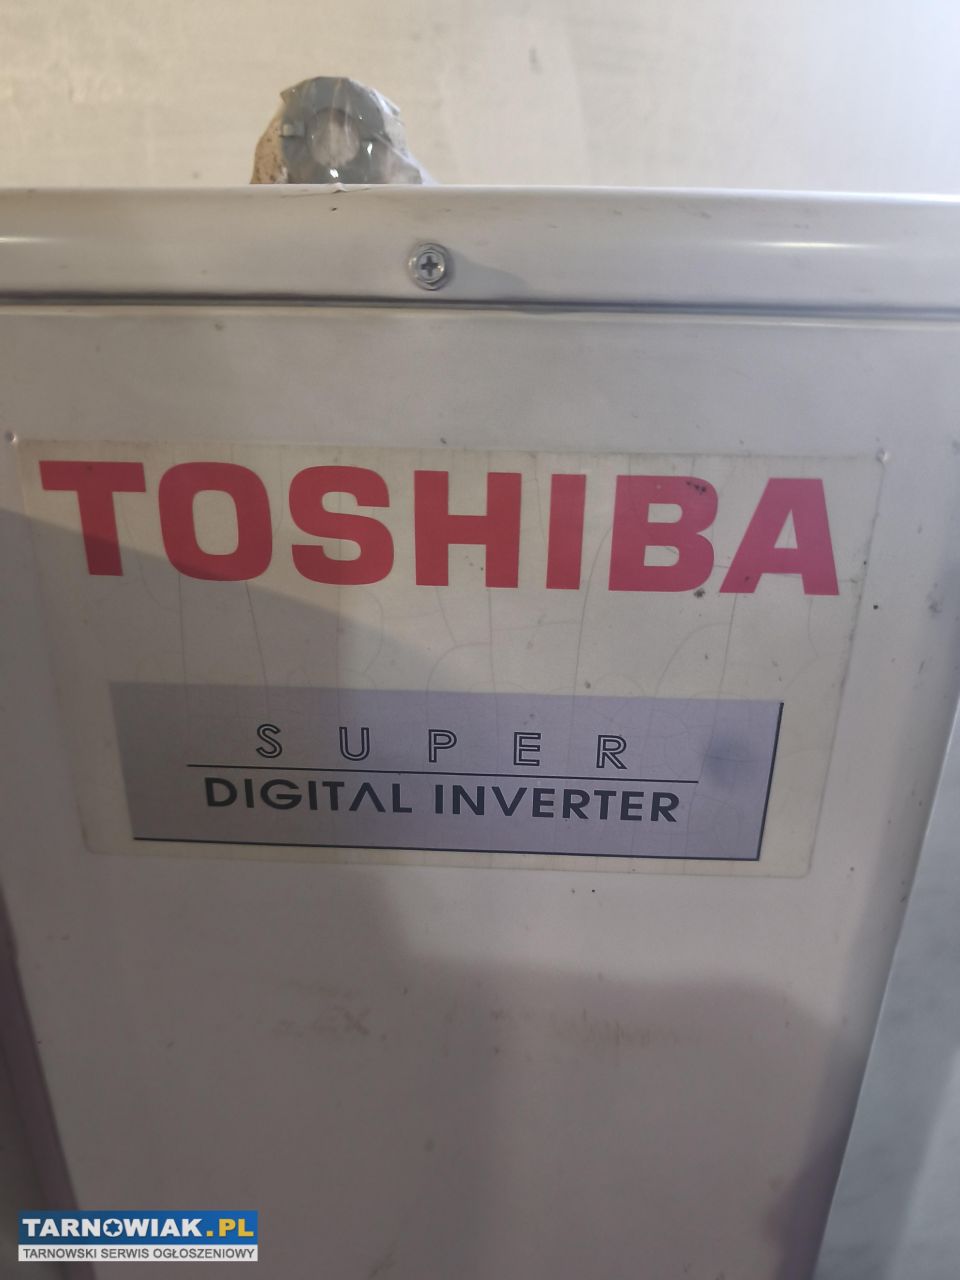 TOSHIBA
SUPER
DIGITAL INVERTER
TARNOWIAK.PL
TARNOWSKI SERWIS OGŁOSZENIOWY